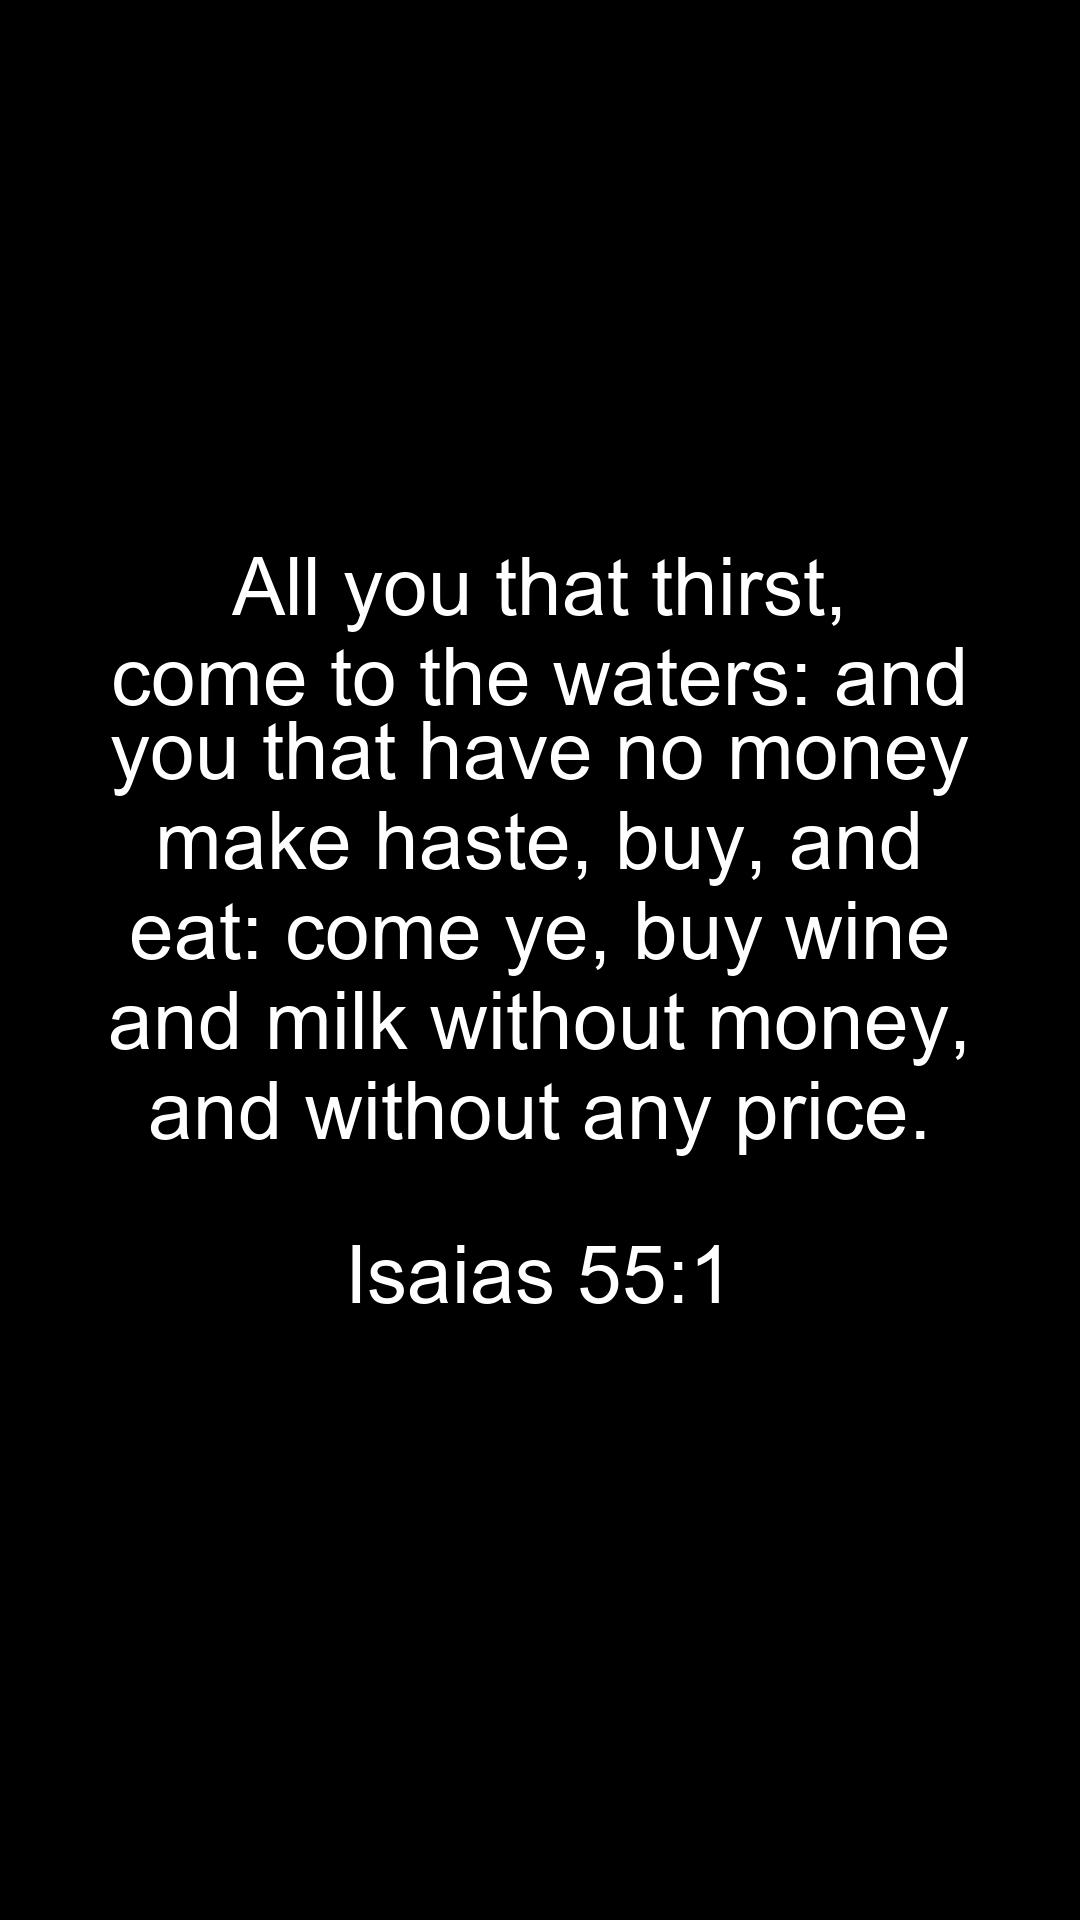 All you that thirst,
come to the waters: and
you that have no money
make haste, buy, and
eat: come ye, buy wine
and milk without money,
and without any price.
Isaias 55:1